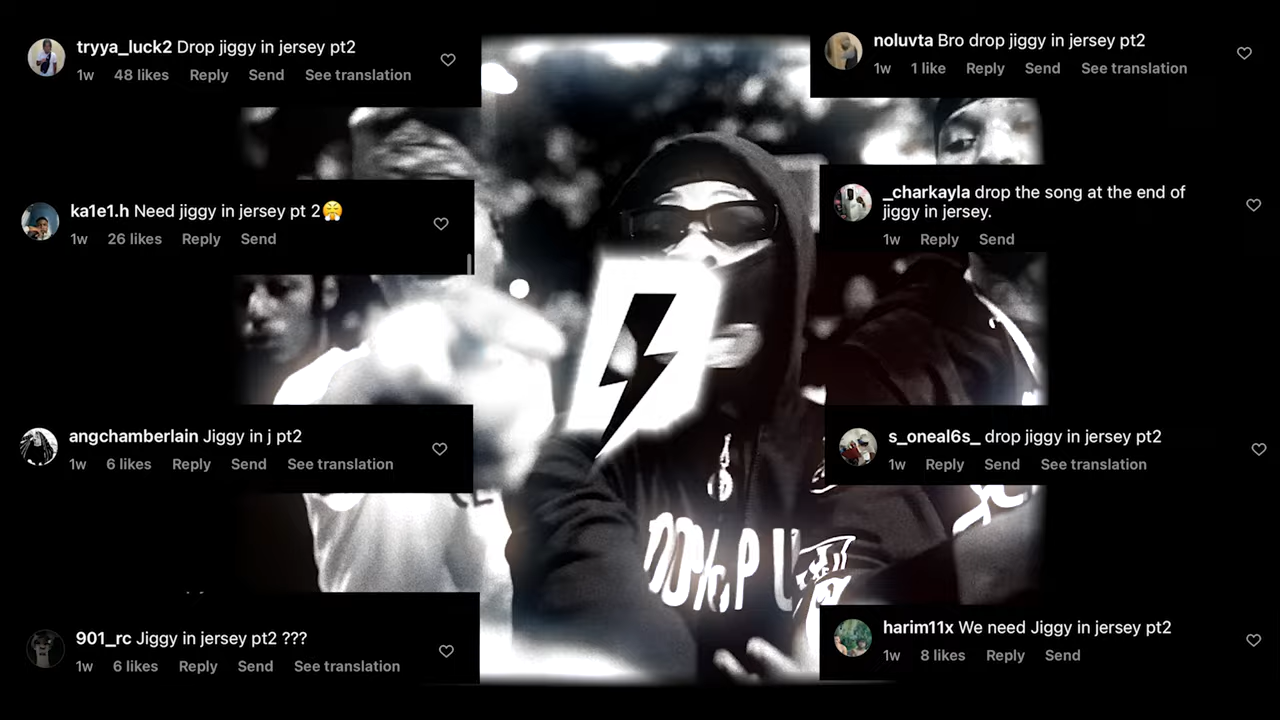 tryya_luck2 Drop jiggy in jersey pt2
1w 48 likes Reply Send See translation
ka1e1.h Need jiggy in jersey pt 2😤
1w 26 likes Reply Send
angchamberlain Jiggy in j pt2
1w 6 likes Reply Send See translation
901_rc Jiggy in jersey pt2 ???
1w 6 likes Reply Send See translation
00% P U
noluvta Bro drop jiggy in jersey pt2
1w 1 like Reply Send See translation
_charkayla drop the song at the end of
jiggy in jersey.
1w Reply Send
s_oneal6s_ drop jiggy in jersey pt2
1w Reply Send See translation
harim11x We need Jiggy in jersey pt2
1w 8 likes Reply Send